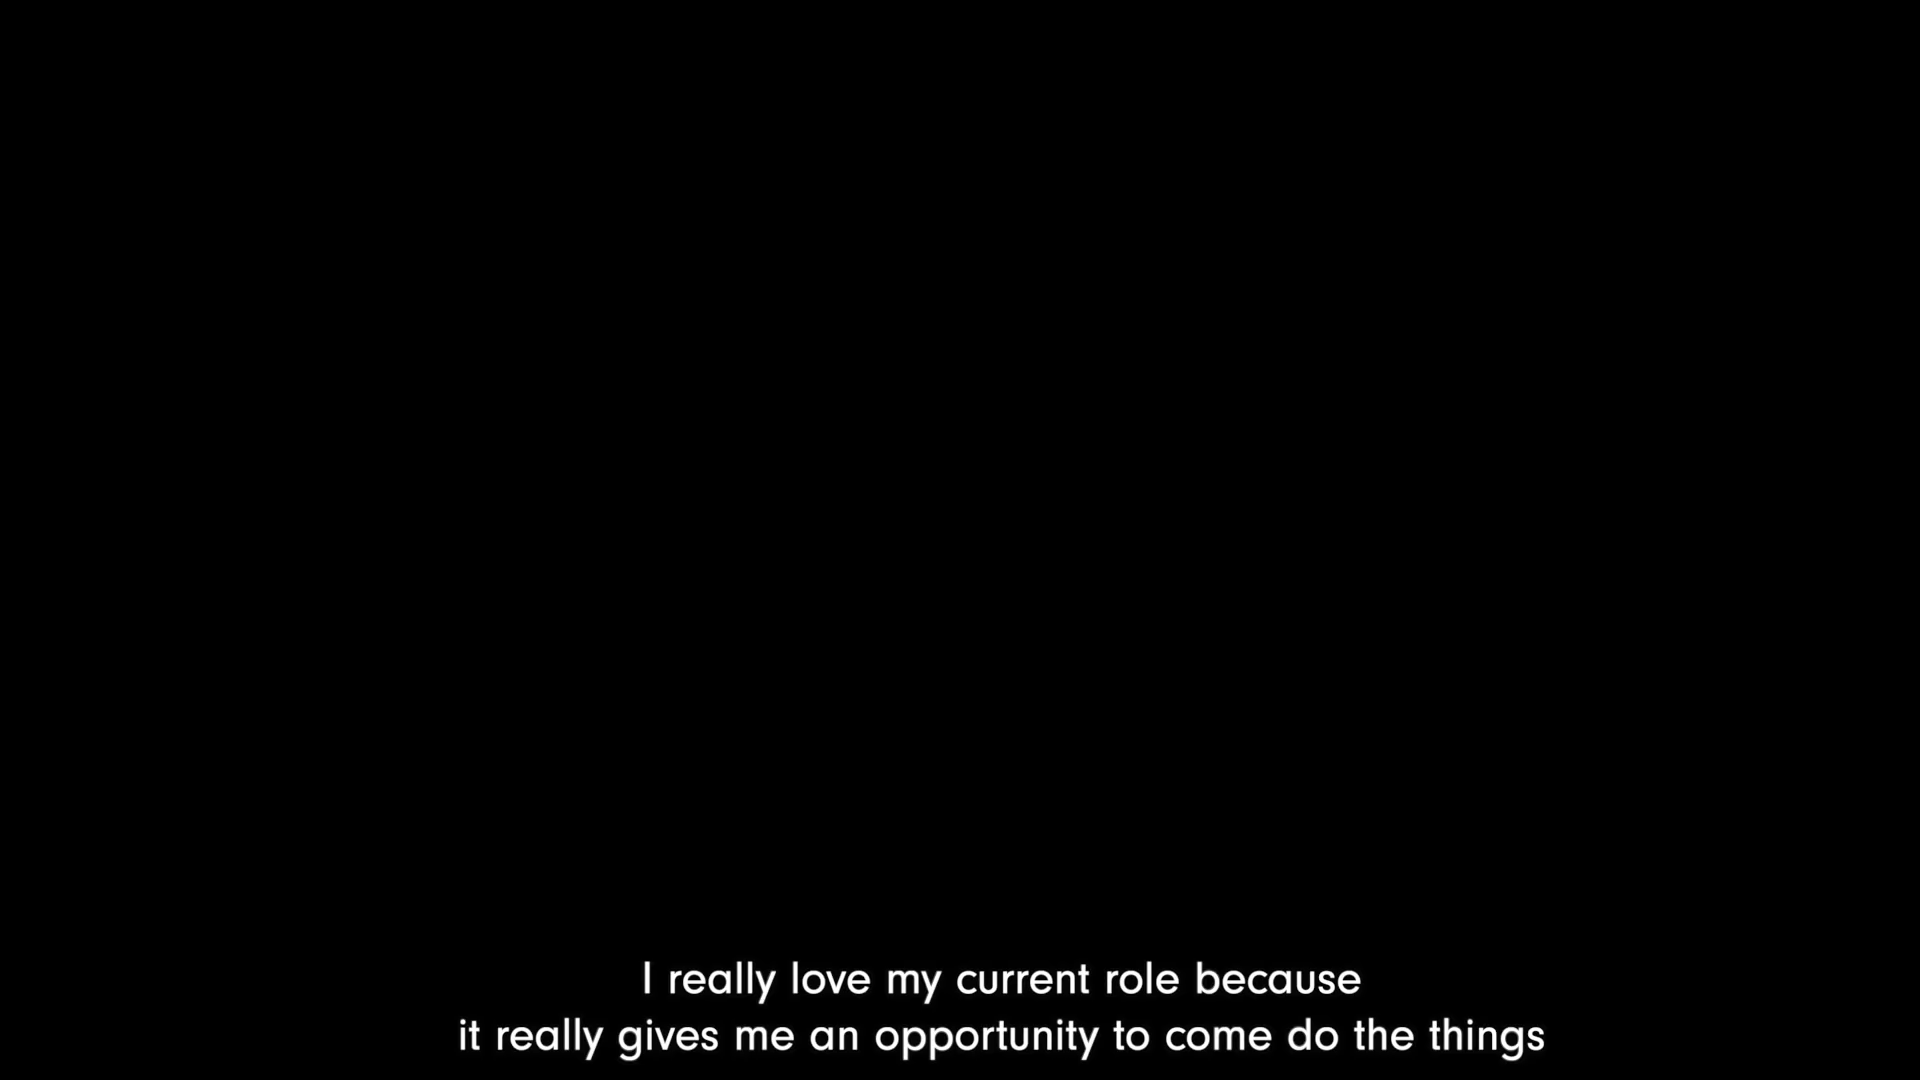 I really love my current role because
it really gives me an opportunity to come do the things